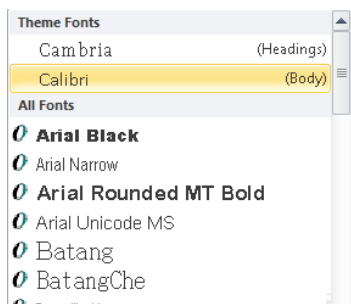 Theme Fonts
Cambria (Headings)
Calibri (Body)
All Fonts
Arial Black
Arial Narrow
Arial Rounded MT Bold
Arial Unicode MS
Batang
BatangChe